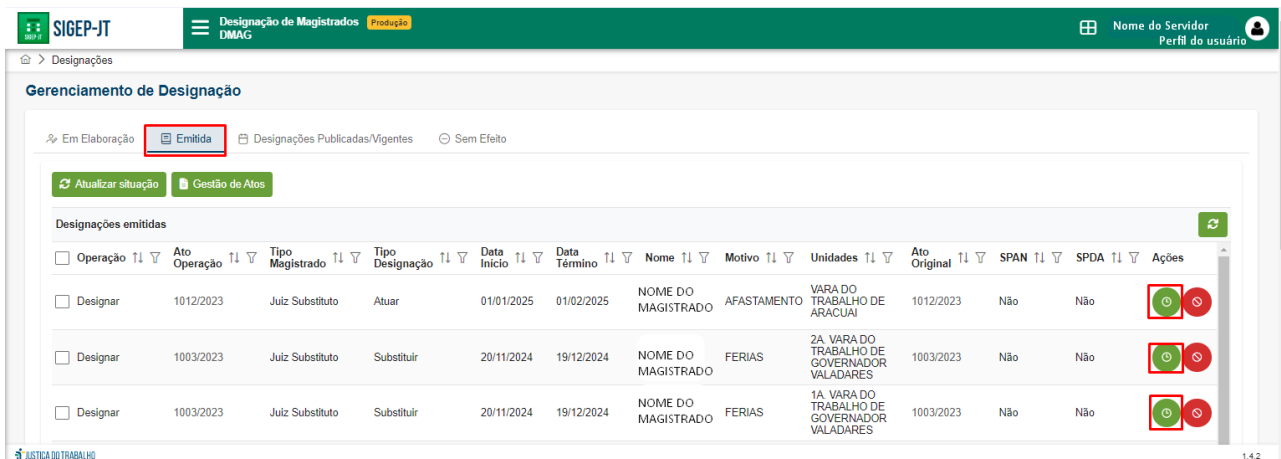 SIGEP-JT
Designação de Magistrados Produção
DMAG
Nome do Servidor
Perfil do usuário
> Designações
Gerenciamento de Designação
Em Elaboração Emitida Designações Publicadas/Vigentes Sem Efeito
Atualizar situação Gestão de Atos
Designações emitidas
Operação Ato Operação Tipo Magistrado Tipo Designação Data Início Data Término Nome Motivo Unidades Ato Original SPAN SPDA Ações
Designar 1012/2023 Juiz Substituto Atuar 01/01/2025 01/02/2025 NOME DO MAGISTRADO AFASTAMENTO VARA DO TRABALHO DE ARACUAI 1012/2023 Não Não
Designar 1003/2023 Juiz Substituto Substituir 20/11/2024 19/12/2024 NOME DO MAGISTRADO FERIAS 2A. VARA DO TRABALHO DE GOVERNADOR VALADARES 1003/2023 Não Não
Designar 1003/2023 Juiz Substituto Substituir 20/11/2024 19/12/2024 NOME DO MAGISTRADO FERIAS 1A. VARA DO TRABALHO DE GOVERNADOR VALADARES 1003/2023 Não Não
JUSTIÇA DO TRABALHO
1.4.2